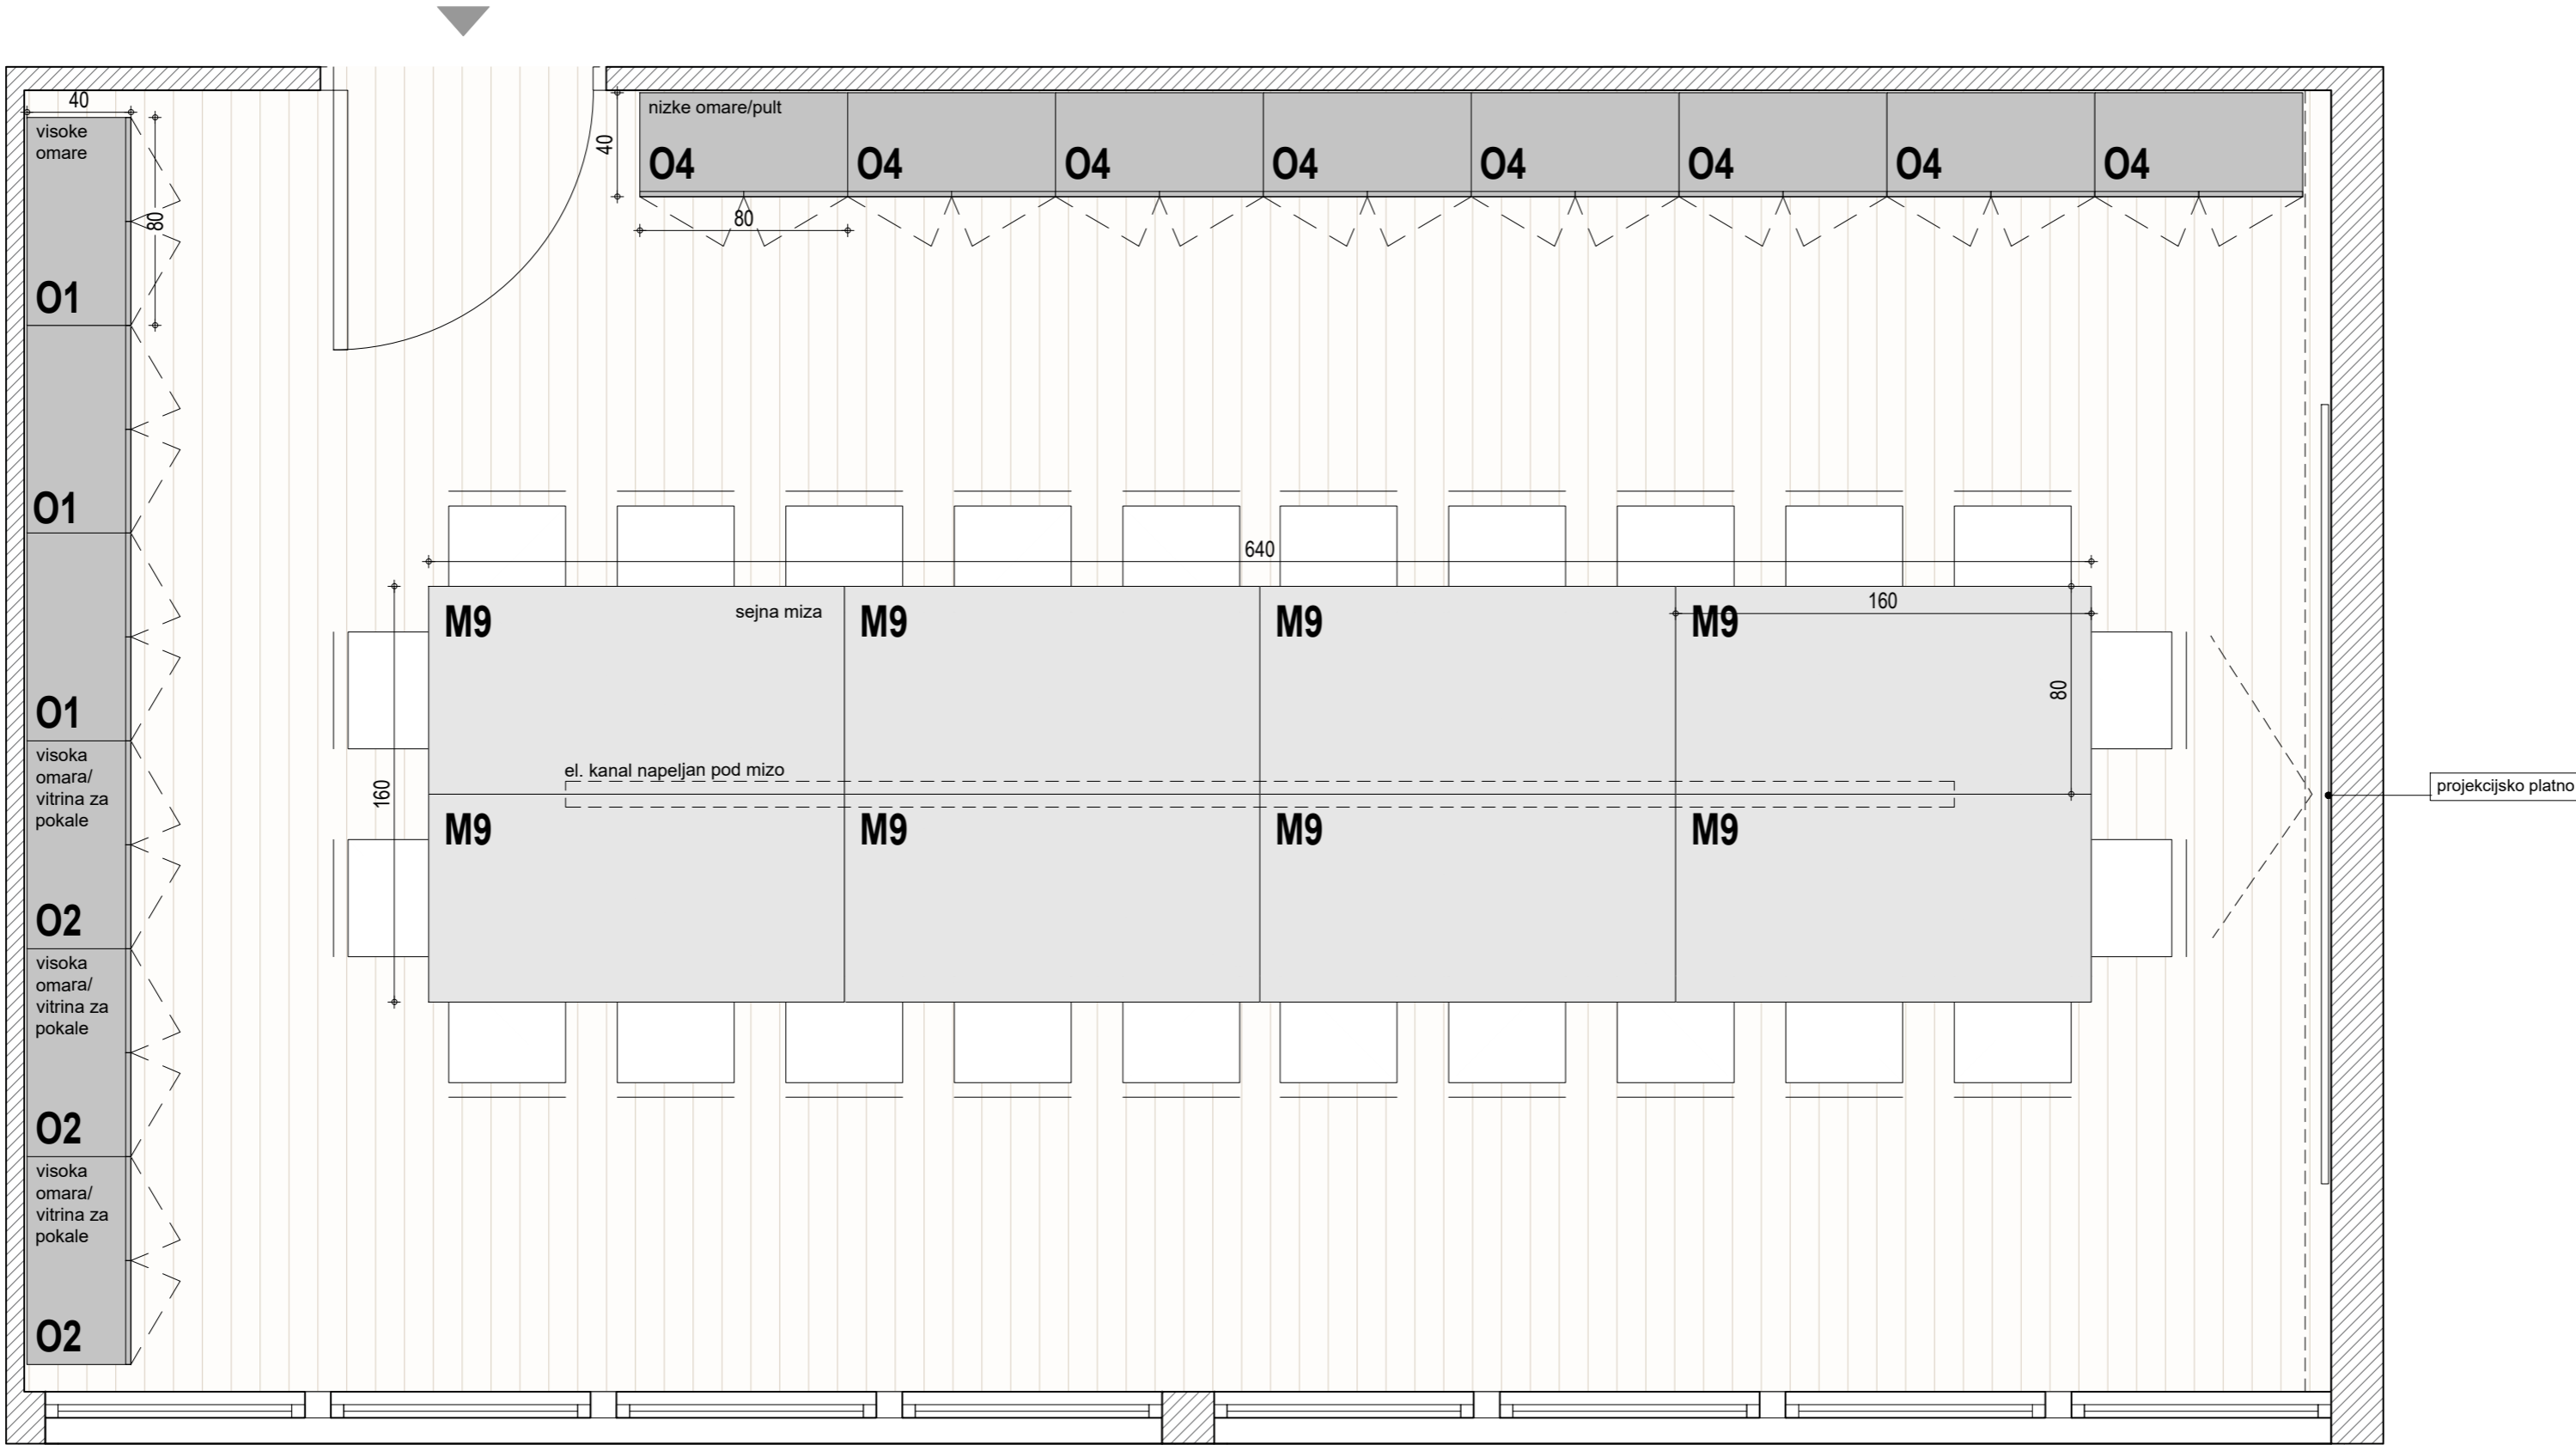 40
visoke
omare
80
O1
O1
O1
visoka
omara/
vitrina za
pokale
O2
visoka
omara/
vitrina za
pokale
O2
visoka
omara/
vitrina za
pokale
O2
nizke omare/pult
40
O4 O4 O4 O4 O4 O4 O4 O4
80
640
M9 sejna miza M9 M9 M9 160
80
160
el. kanal napeljan pod mizo
M9 M9 M9 M9
projekcijsko platno